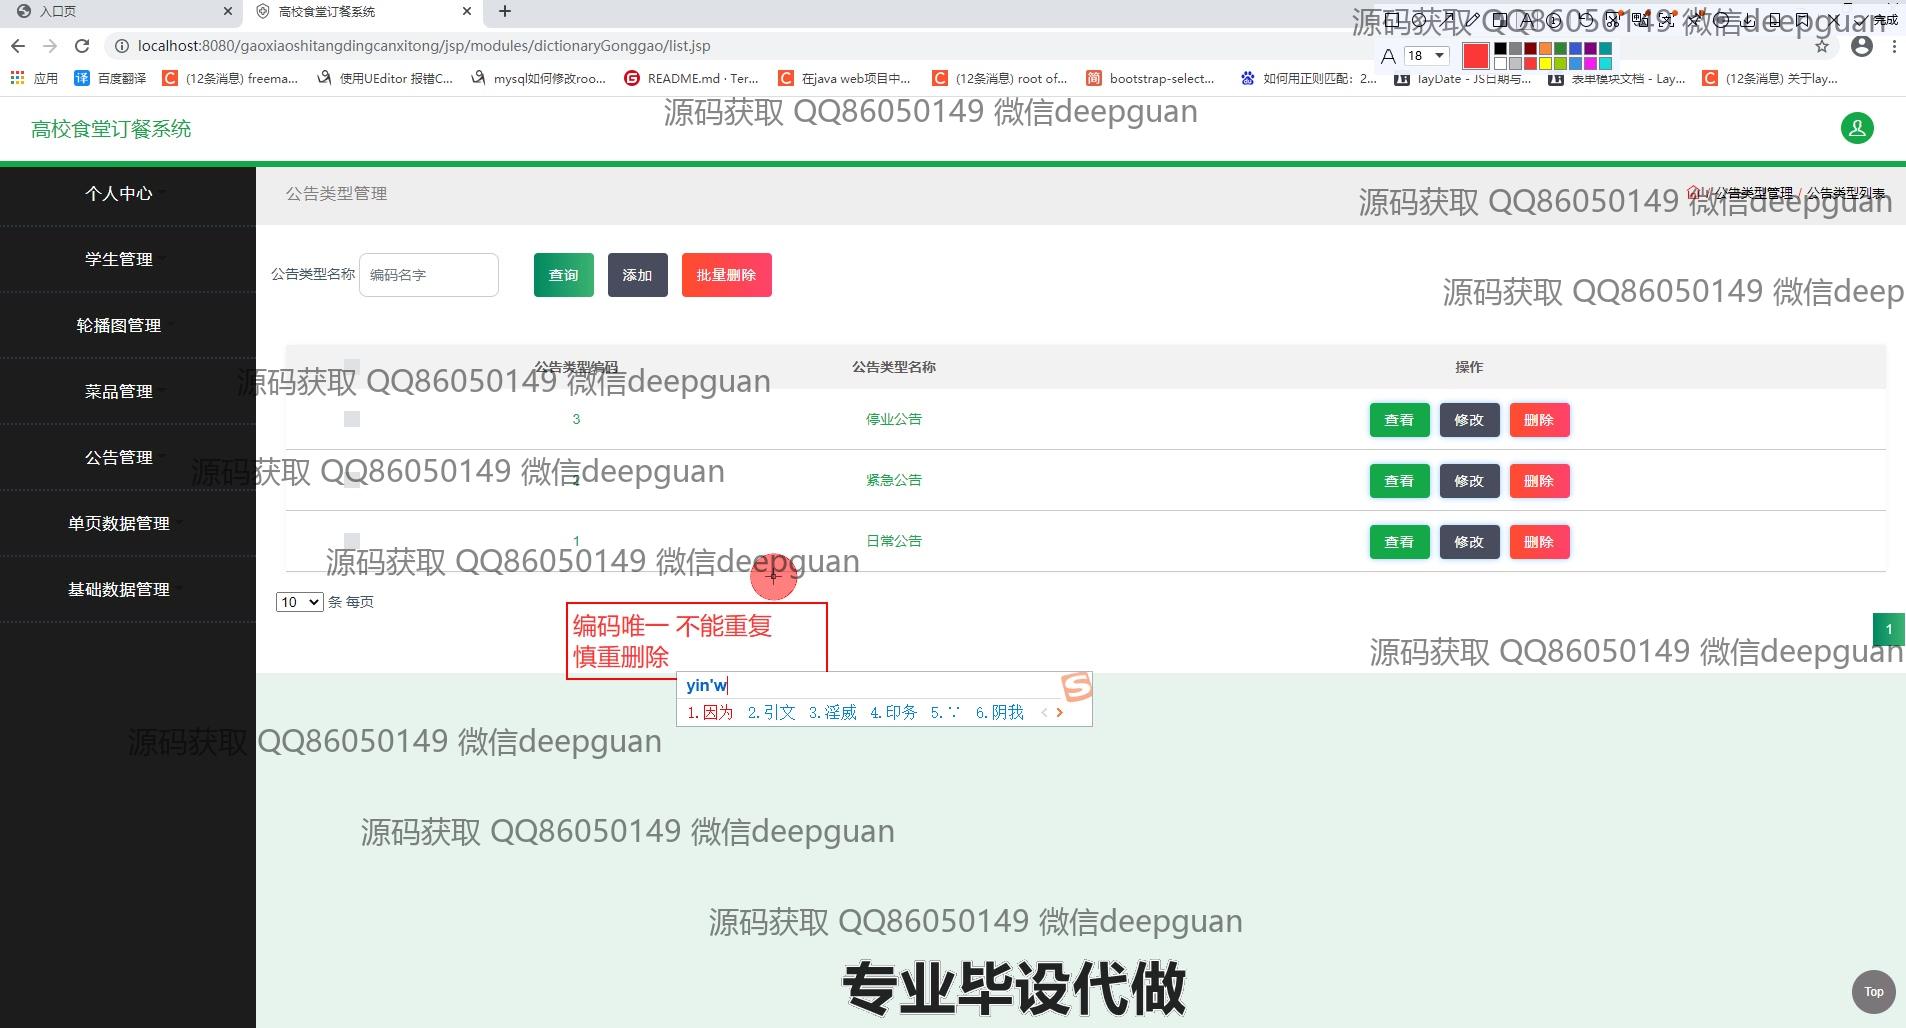 入口页
高校食堂订餐系统
localhost:8080/gaoxiaoshitangdingcanxitong/jsp/modules/dictionaryGonggao/list.jsp
完成
A 18
应用
百度翻译
(12条消息) freema...
使用UEditor 报错C...
mysql如何修改roo...
README.md · Ter...
在java web项目中...
(12条消息) root of...
bootstrap-select...
如何用正则匹配：2...
layDate - JS日期与...
表单模块文档 - Lay...
(12条消息) 关于lay...
源码获取 QQ86050149 微信deepguan
源码获取 QQ86050149 微信deepguan
高校食堂订餐系统
个人中心
学生管理
轮播图管理
菜品管理
公告管理
单页数据管理
基础数据管理
公告类型管理
/ 公告类型管理 / 公告类型列表
源码获取 QQ86050149 微信deepguan
公告类型名称 编码名字 查询 添加 批量删除
源码获取 QQ86050149 微信deep
公告类型编码 公告类型名称 操作
源码获取 QQ86050149 微信deepguan
3 停业公告 查看 修改 删除
源码获取 QQ86050149 微信deepguan
2 紧急公告 查看 修改 删除
1 日常公告 查看 修改 删除
源码获取 QQ86050149 微信deepguan
10 条 每页
1
编码唯一 不能重复
慎重删除
源码获取 QQ86050149 微信deepguan
yin'w
1.因为 2.引文 3.淫威 4.印务 5.∵ 6.阴我
源码获取 QQ86050149 微信deepguan
源码获取 QQ86050149 微信deepguan
源码获取 QQ86050149 微信deepguan
专业毕设代做
Top